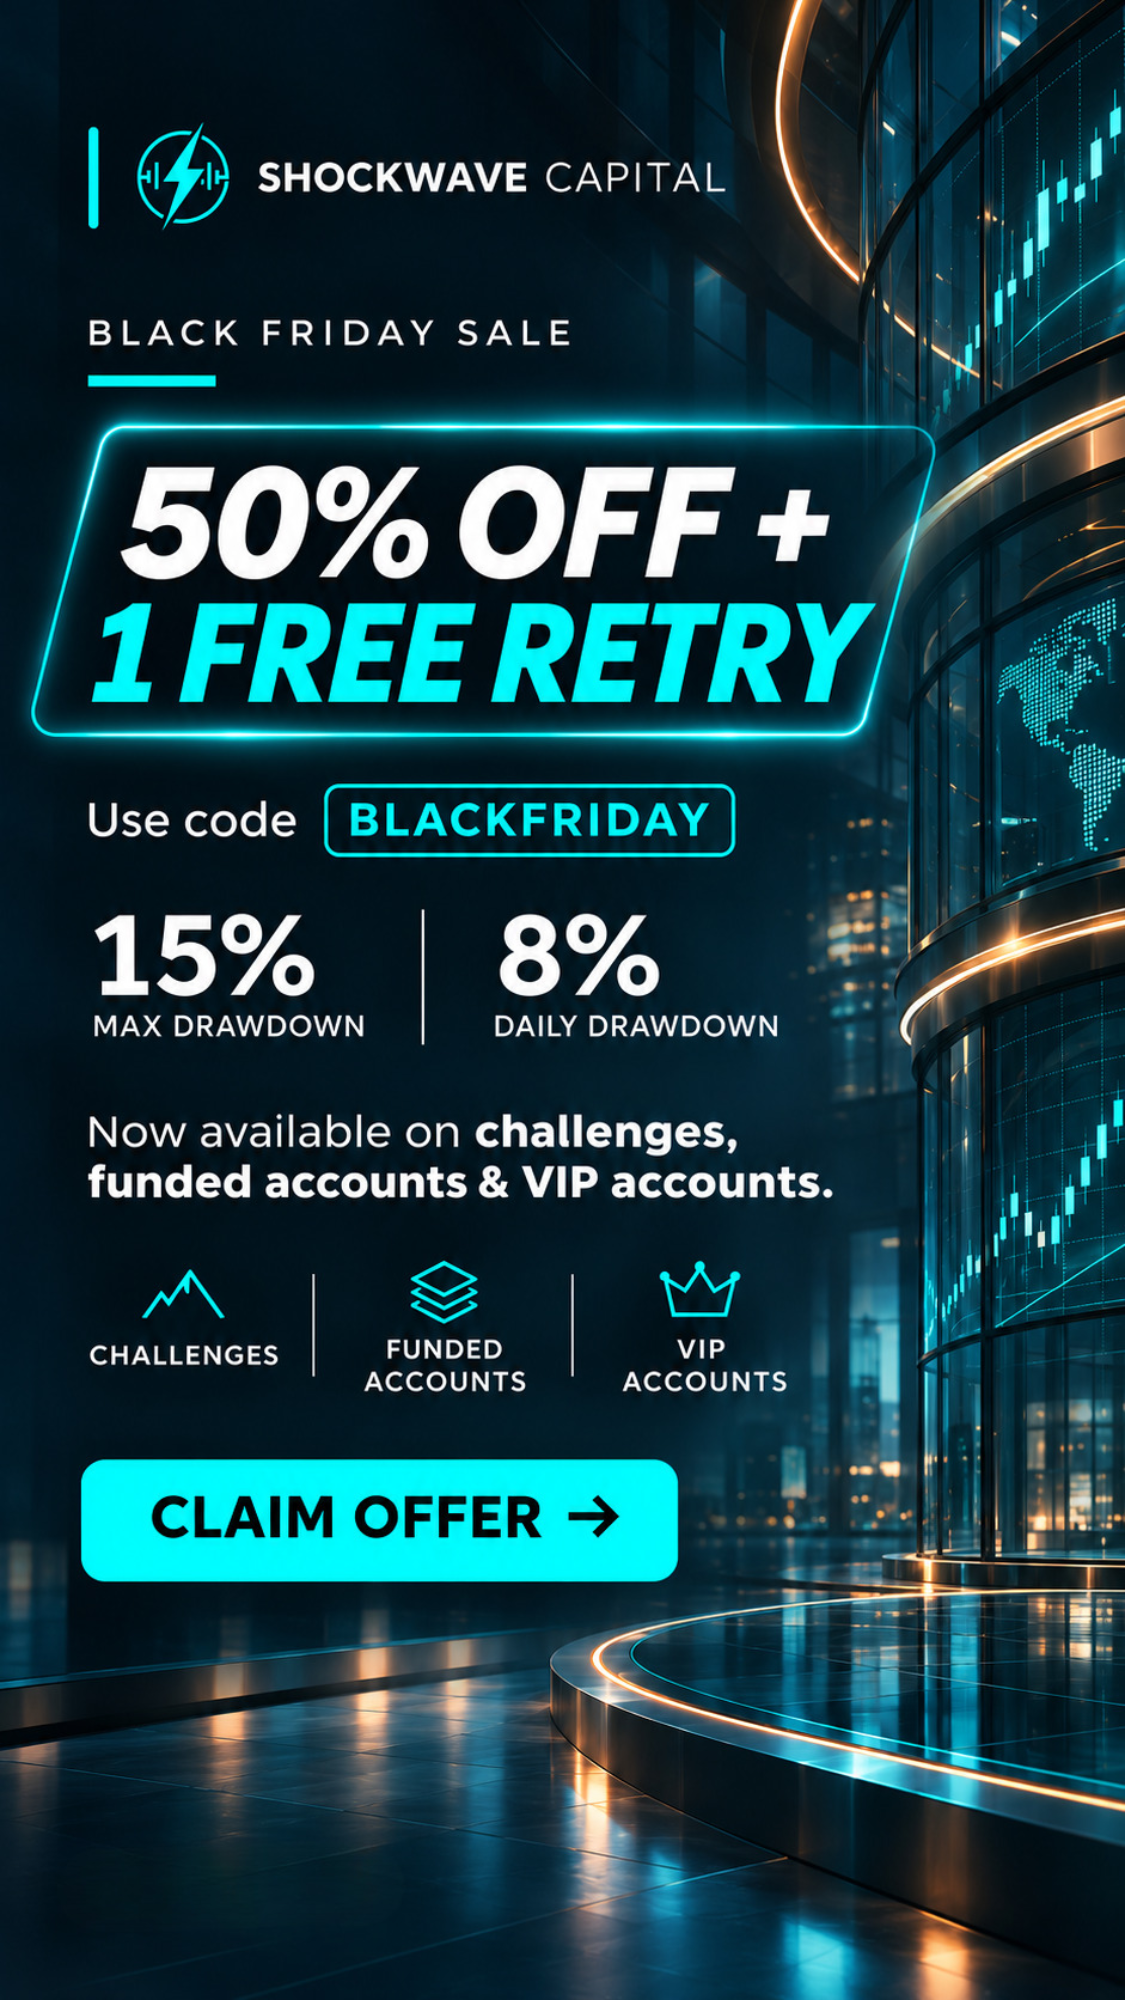 SHOCKWAVE CAPITAL
BLACK FRIDAY SALE
50% OFF +
1 FREE RETRY
Use code BLACKFRIDAY
15% 8%
MAX DRAWDOWN DAILY DRAWDOWN
Now available on challenges,
funded accounts & VIP accounts.
CHALLENGES
FUNDED
ACCOUNTS
VIP
ACCOUNTS
CLAIM OFFER →